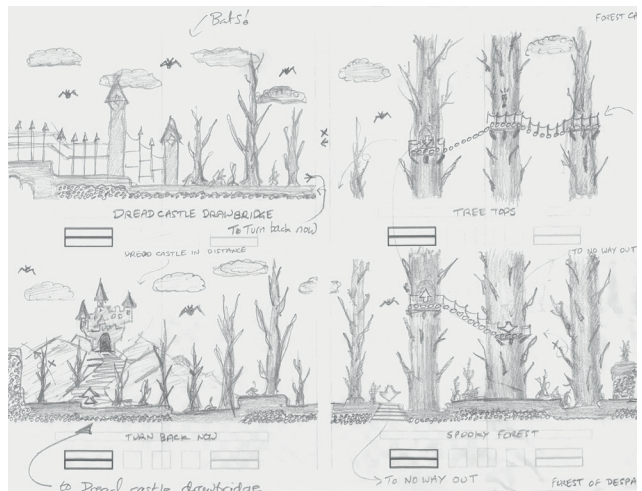 Bats!
FOREST CA
DREAD CASTLE DRAWBRIDGE
To Turn back now
TREE TOPS
DREAD CASTLE IN DISTANCE
TO NO WAY OUT
TURN BACK NOW
to Dread castle drawbridge
SPOOKY FOREST
TO NO WAY OUT
FOREST OF DESPA